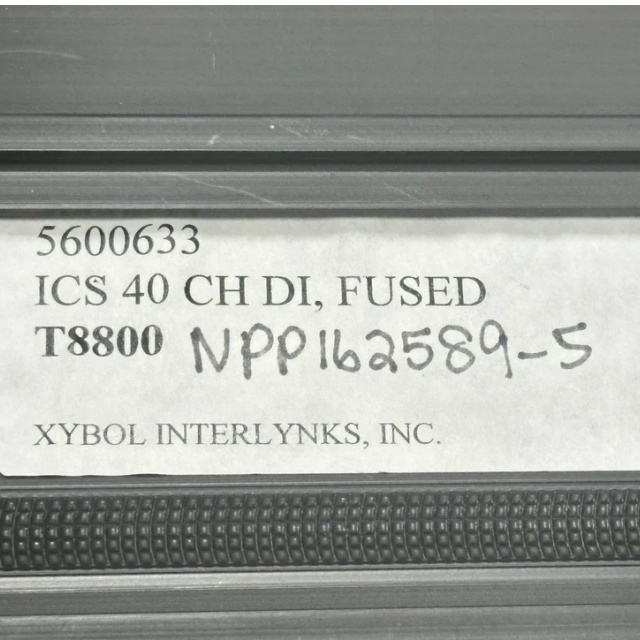 5600633
ICS 40 CH DI, FUSED
T8800 NPP162589-5
XYBOL INTERLYNKS, INC.